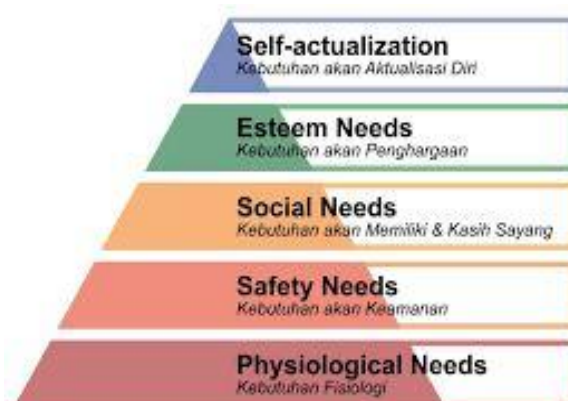 Self-actualization
Kebutuhan akan Aktualisasi Diri
Esteem Needs
Kebutuhan akan Penghargaan
Social Needs
Kebutuhan akan Memiliki & Kasih Sayang
Safety Needs
Kebutuhan akan Keamanan
Physiological Needs
Kebutuhan Fisiologi